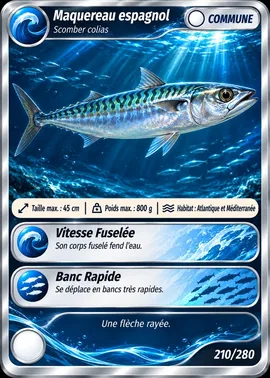 Maquereau espagnol
COMMUNE
Scomber colias
Taille max. : 45 cm | Poids max. : 800 g | Habitat : Atlantique et Méditerranée
Vitesse Fuselée
Son corps fuselé fend l'eau.
Banc Rapide
Se déplace en bancs très rapides.
Une flèche rayée.
210/280